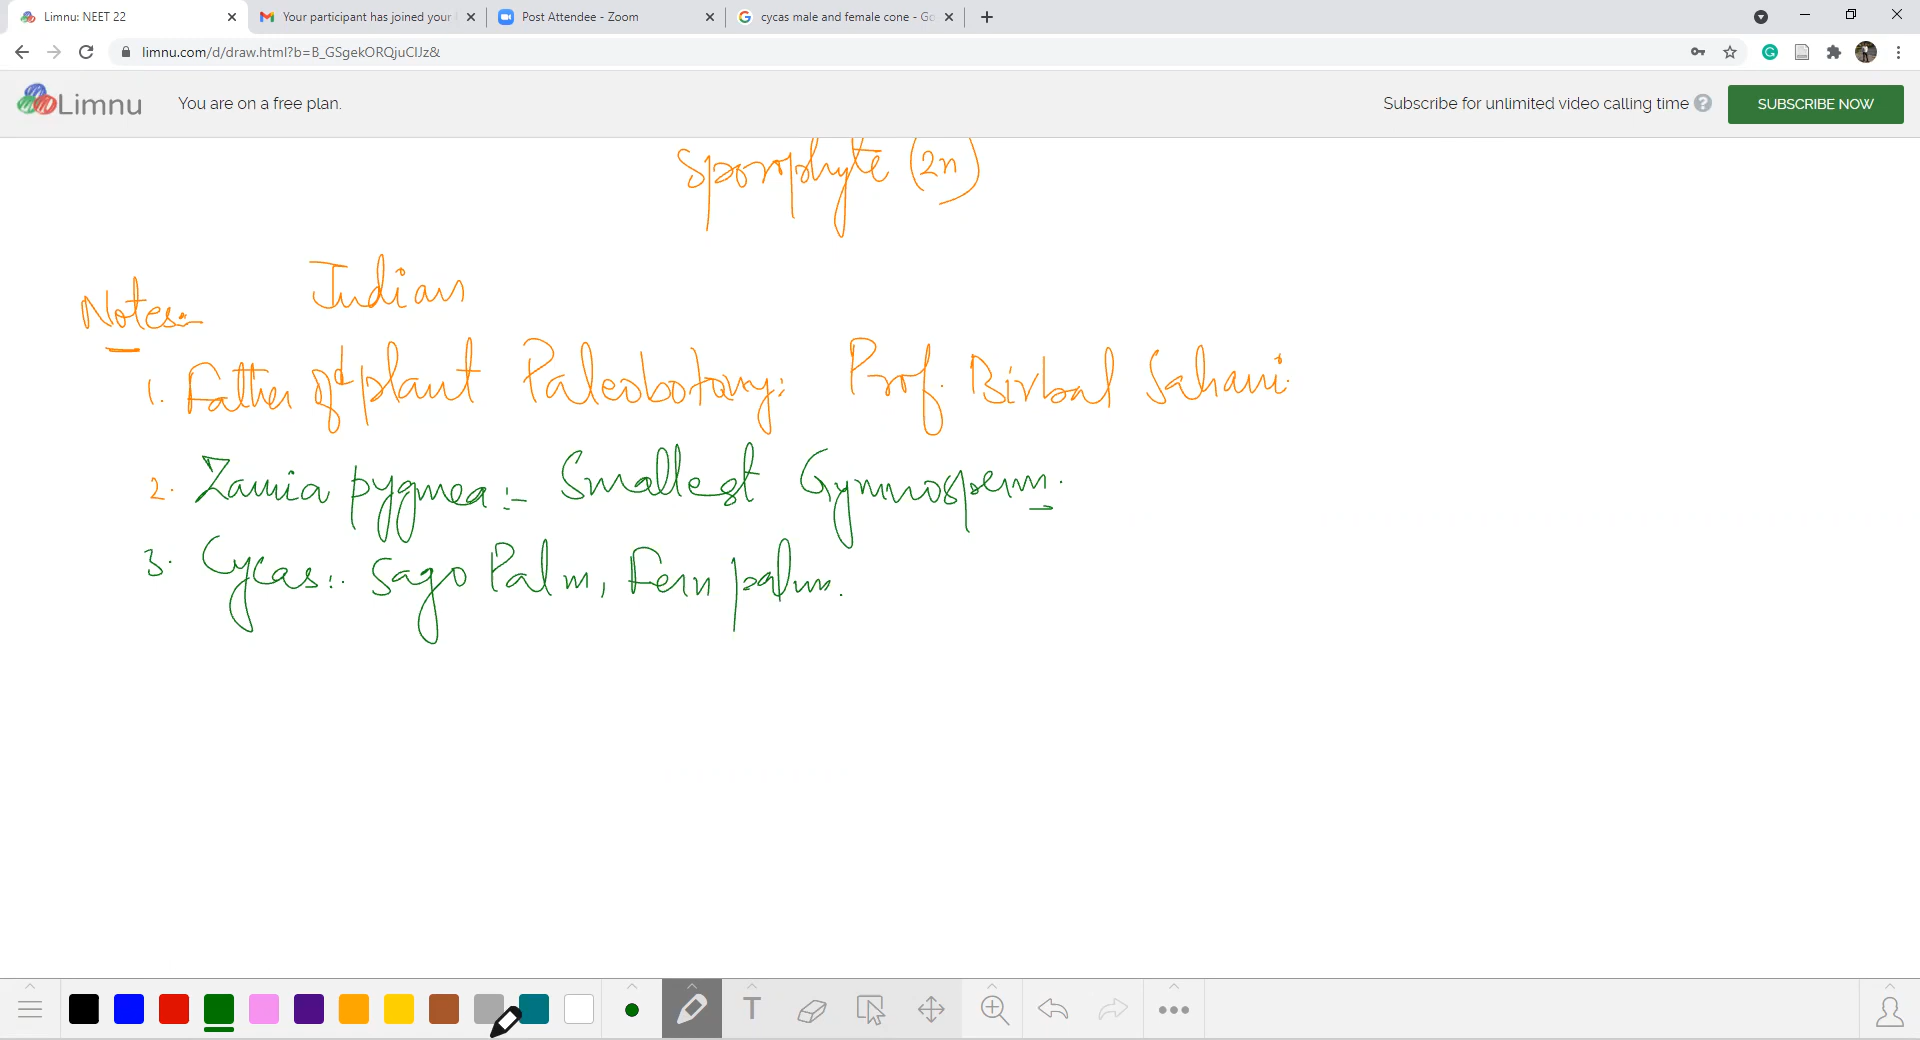 Limnu: NEET 22
Your participant has joined your
Post Attendee - Zoom
cycas male and female cone - Go
limnu.com/d/draw.html?b=B_GSgekORQjuCIJz&
Limnu
You are on a free plan.
Subscribe for unlimited video calling time
SUBSCRIBE NOW
Sporophyte (2n)
Indian
Notes:-
1. Father of plant Paleobotany: Prof. Birbal Sahani.
2. Zamia pygmea :- Smallest Gymnosperm.
3. Cycas :- Sago Palm, Fern palm.
T